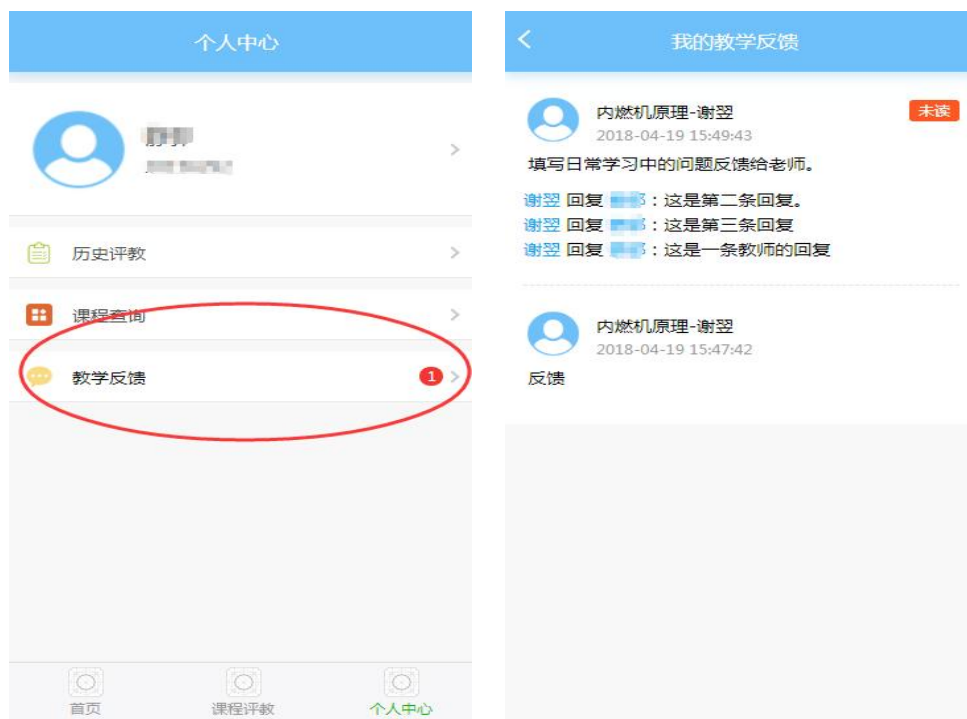 个人中心
历史评教
课程查询
教学反馈
1
首页
课程评教
个人中心
我的教学反馈
内燃机原理-谢翌
未读
2018-04-19 15:49:43
填写日常学习中的问题反馈给老师。
谢翌 回复 ：这是第二条回复。
谢翌 回复 ：这是第三条回复
谢翌 回复 ：这是一条教师的回复
内燃机原理-谢翌
2018-04-19 15:47:42
反馈